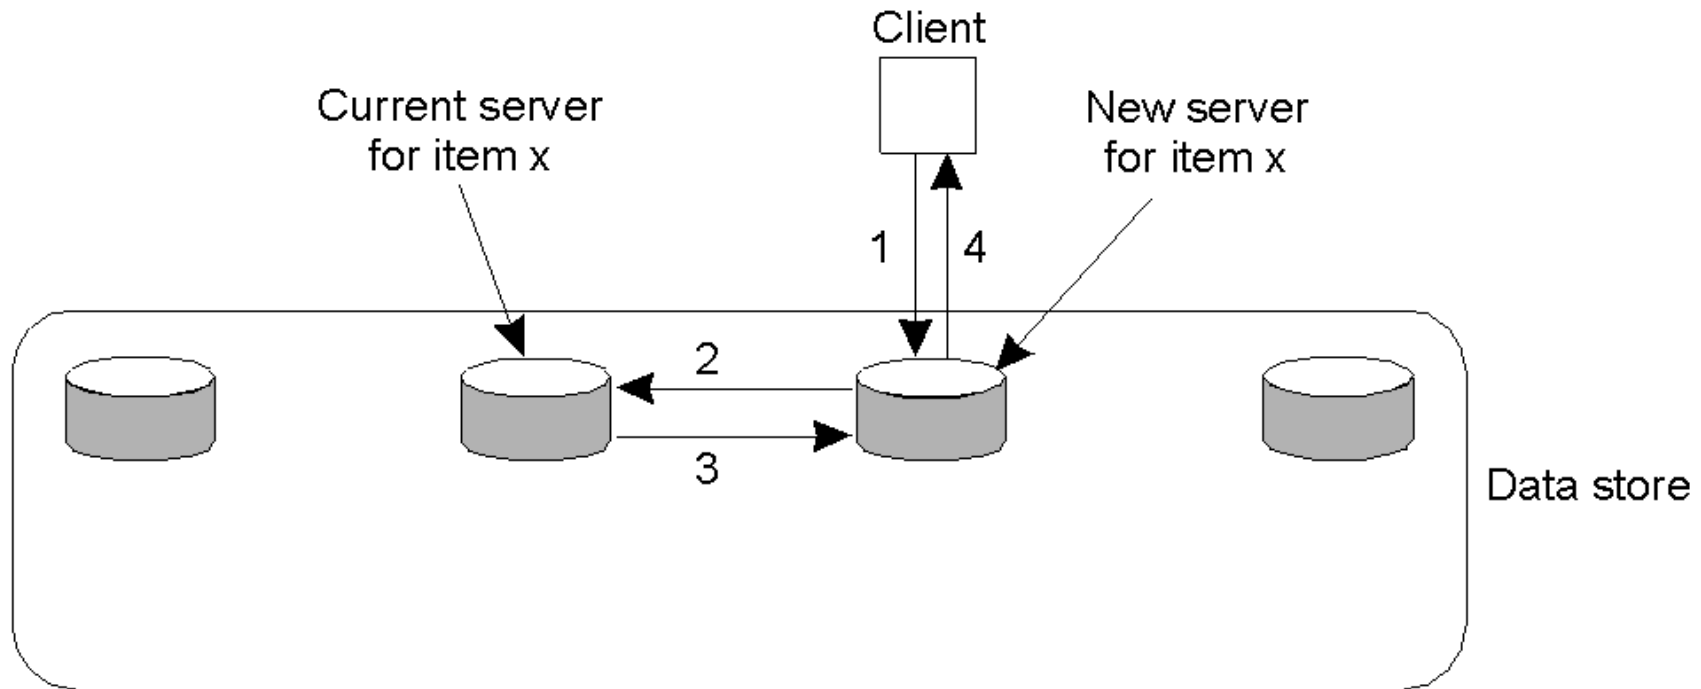 Client
Current server
for item x
New server
for item x
1
4
2
3
Data store